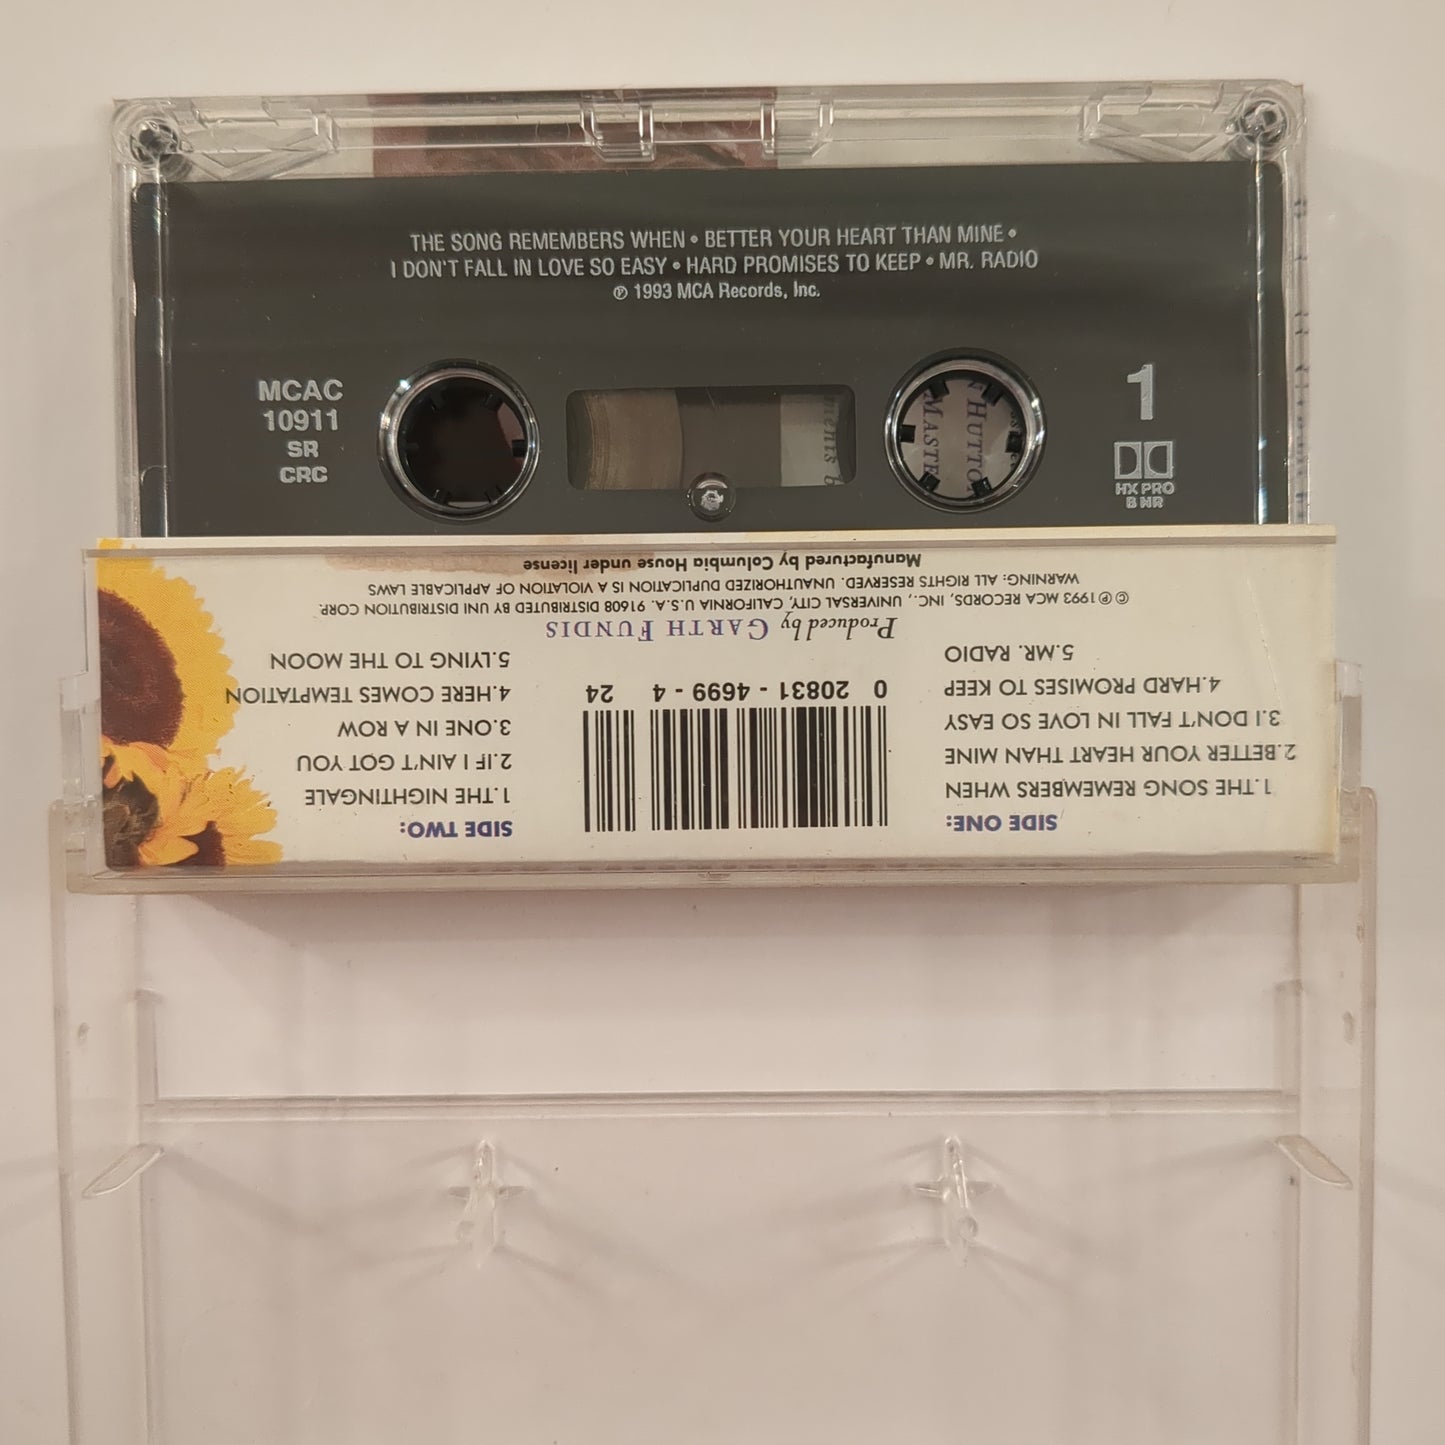 THE SONG REMEMBERS WHEN • BETTER YOUR HEART THAN MINE •
I DON'T FALL IN LOVE SO EASY • HARD PROMISES TO KEEP • MR. RADIO
℗ 1993 MCA Records, Inc.
MCAC
10911
SR
CRC
1
HX PRO
B NR
HUTTO
MASTE
ments
SIDE ONE:
1.THE SONG REMEMBERS WHEN
2.BETTER YOUR HEART THAN MINE
3.I DON'T FALL IN LOVE SO EASY
4.HARD PROMISES TO KEEP
5.MR. RADIO
0 20831 - 4699 - 4 24
SIDE TWO:
1.THE NIGHTINGALE
2.IF I AIN'T GOT YOU
3.ONE IN A ROW
4.HERE COMES TEMPTATION
5.LYING TO THE MOON
Produced by GARTH FUNDIS
©℗1993 MCA RECORDS, INC., UNIVERSAL CITY, CALIFORNIA U.S.A. 91608 DISTRIBUTED BY UNI DISTRIBUTION CORP.
WARNING: ALL RIGHTS RESERVED. UNAUTHORIZED DUPLICATION IS A VIOLATION OF APPLICABLE LAWS
Manufactured by Columbia House under license